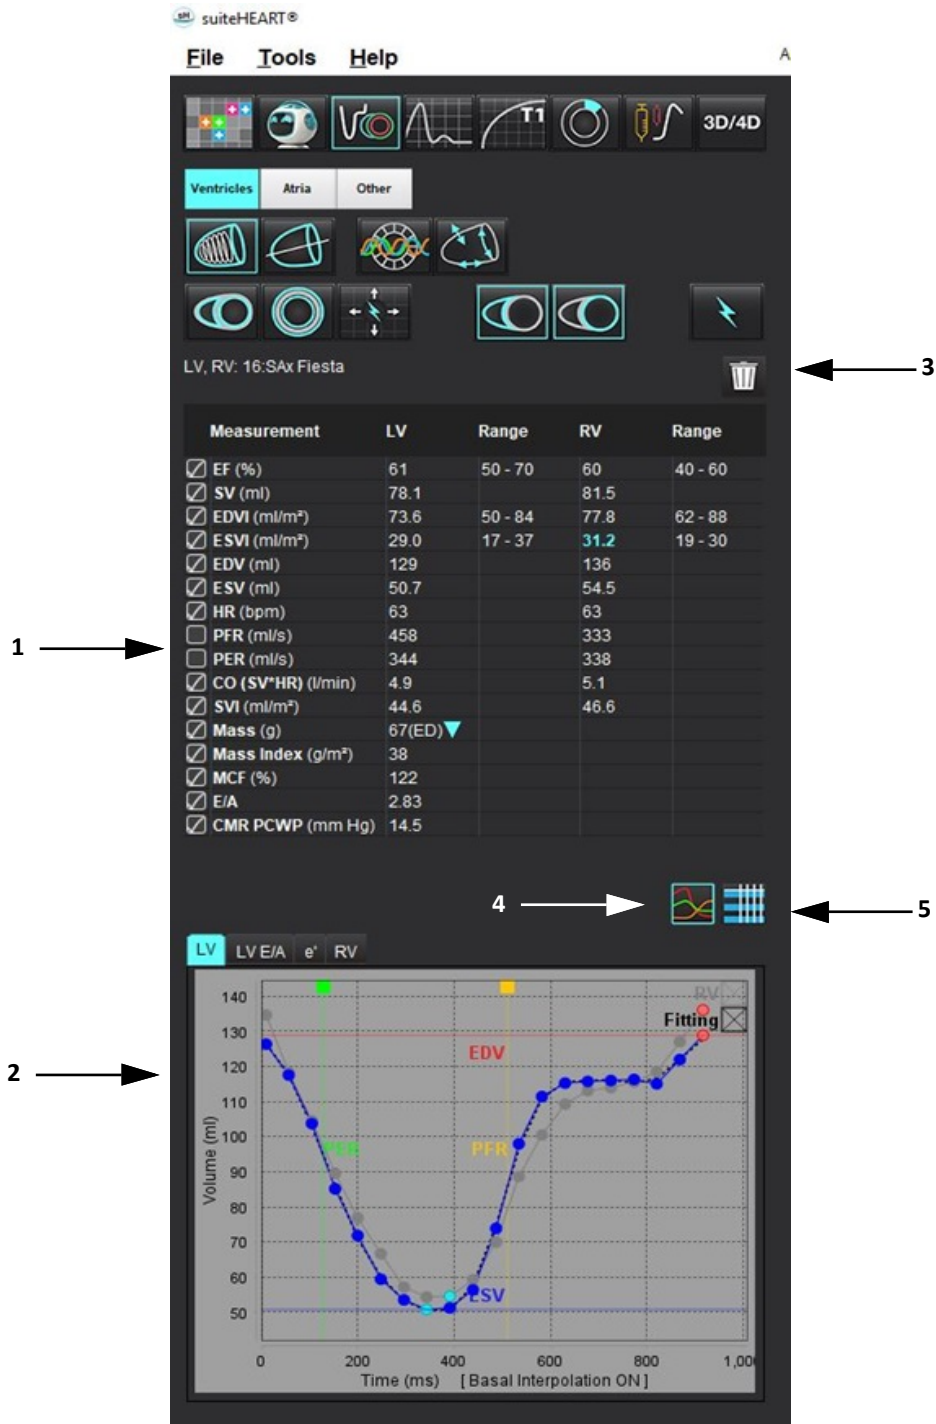 suiteHEART®
File Tools Help A
T1 3D/4D
Ventricles Atria Other
LV, RV: 16:SAx Fiesta
3
Measurement LV Range RV Range
EF (%) 61 50 - 70 60 40 - 60
SV (ml) 78.1 81.5
EDVI (ml/m²) 73.6 50 - 84 77.8 62 - 88
ESVI (ml/m²) 29.0 17 - 37 31.2 19 - 30
EDV (ml) 129 136
ESV (ml) 50.7 54.5
HR (bpm) 63 63
PFR (ml/s) 458 333
1
PER (ml/s) 344 338
CO (SV*HR) (l/min) 4.9 5.1
SVI (ml/m²) 44.6 46.6
Mass (g) 67(ED)
Mass Index (g/m²) 38
MCF (%) 122
E/A 2.83
CMR PCWP (mm Hg) 14.5
4 5
LV LV E/A e' RV
RV
140
Fitting
130
EDV
2
120
110
100
PER PFR
90
80
70
60
ESV
50
Volume (ml)
0 200 400 600 800 1,00
Time (ms) [ Basal Interpolation ON ]